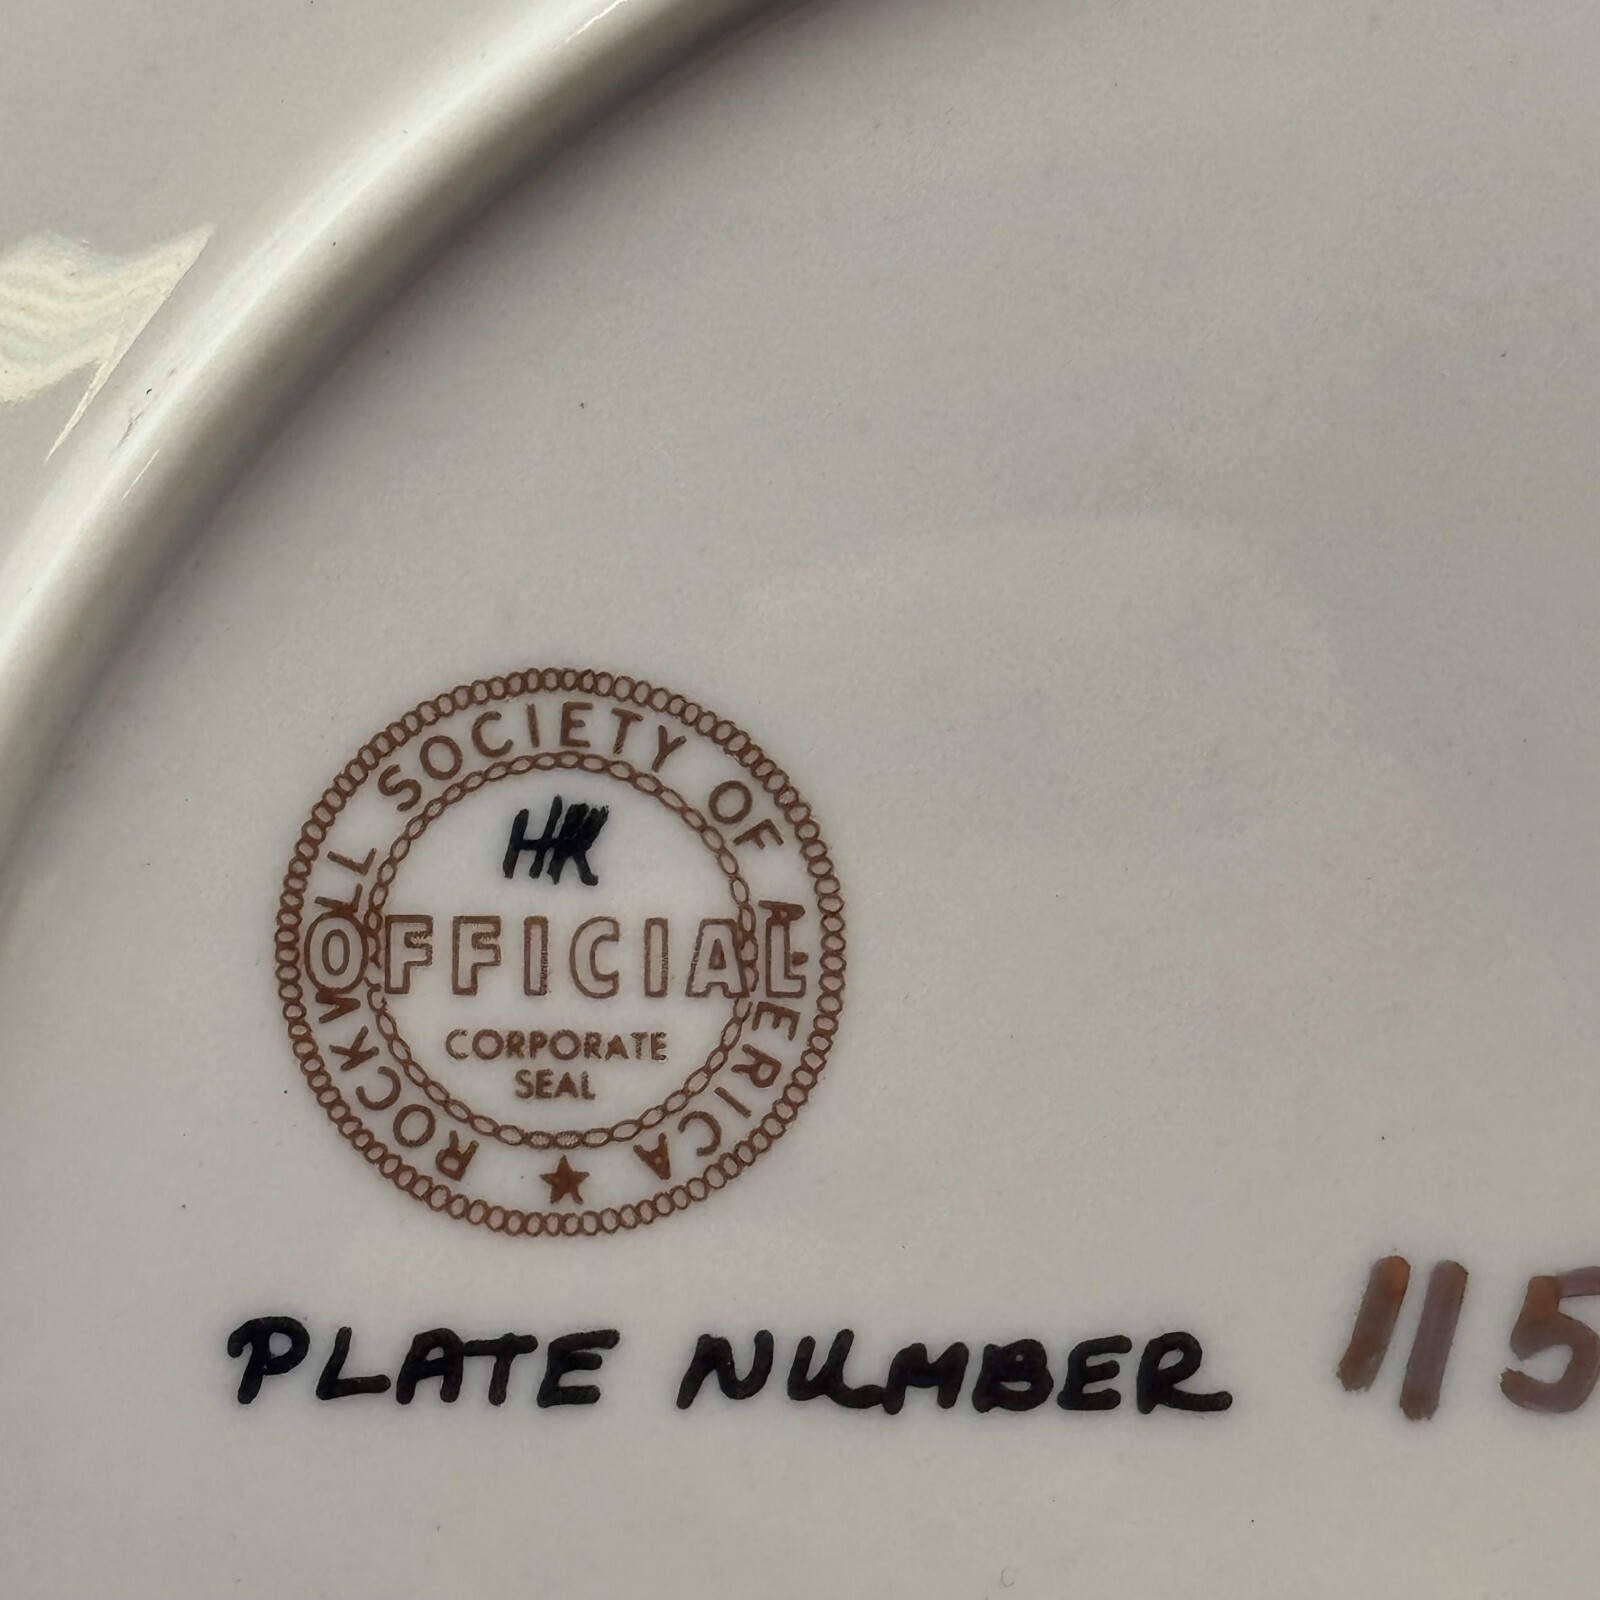 ROCKWELL SOCIETY OF AMERICA
HR
OFFICIAL
CORPORATE
SEAL
PLATE NUMBER 115